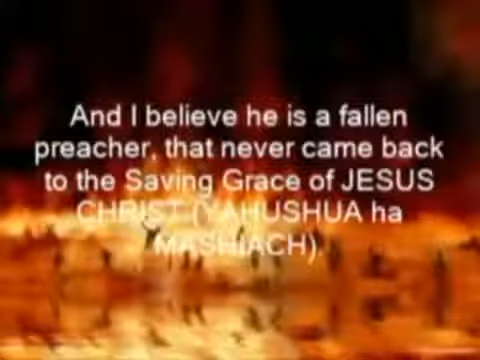 And I believe he is a fallen
preacher, that never came back
to the Saving Grace of JESUS
CHRIST (YAHUSHUA ha
MASHIACH).